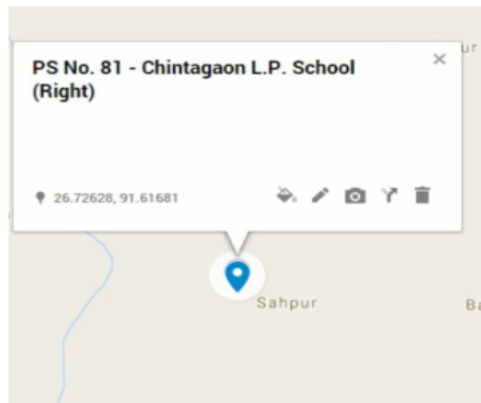 PS No. 81 - Chintagaon L.P. School
(Right)
26.72628, 91.61681
Sahpur